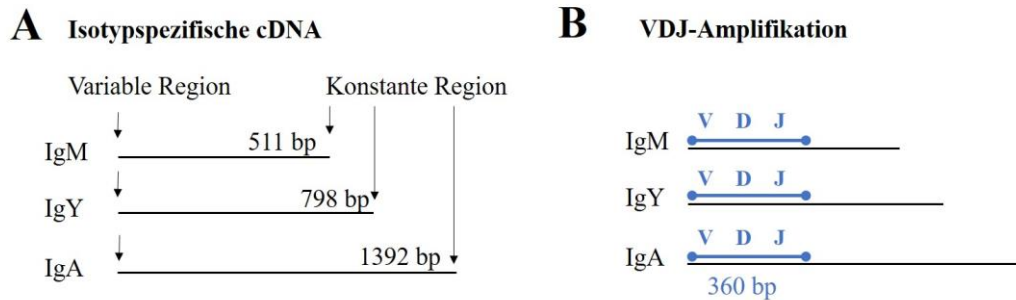 A Isotypspezifische cDNA
Variable Region Konstante Region
IgM 511 bp
IgY 798 bp
IgA 1392 bp
B VDJ-Amplifikation
V D J
IgM
V D J
IgY
V D J
IgA
360 bp